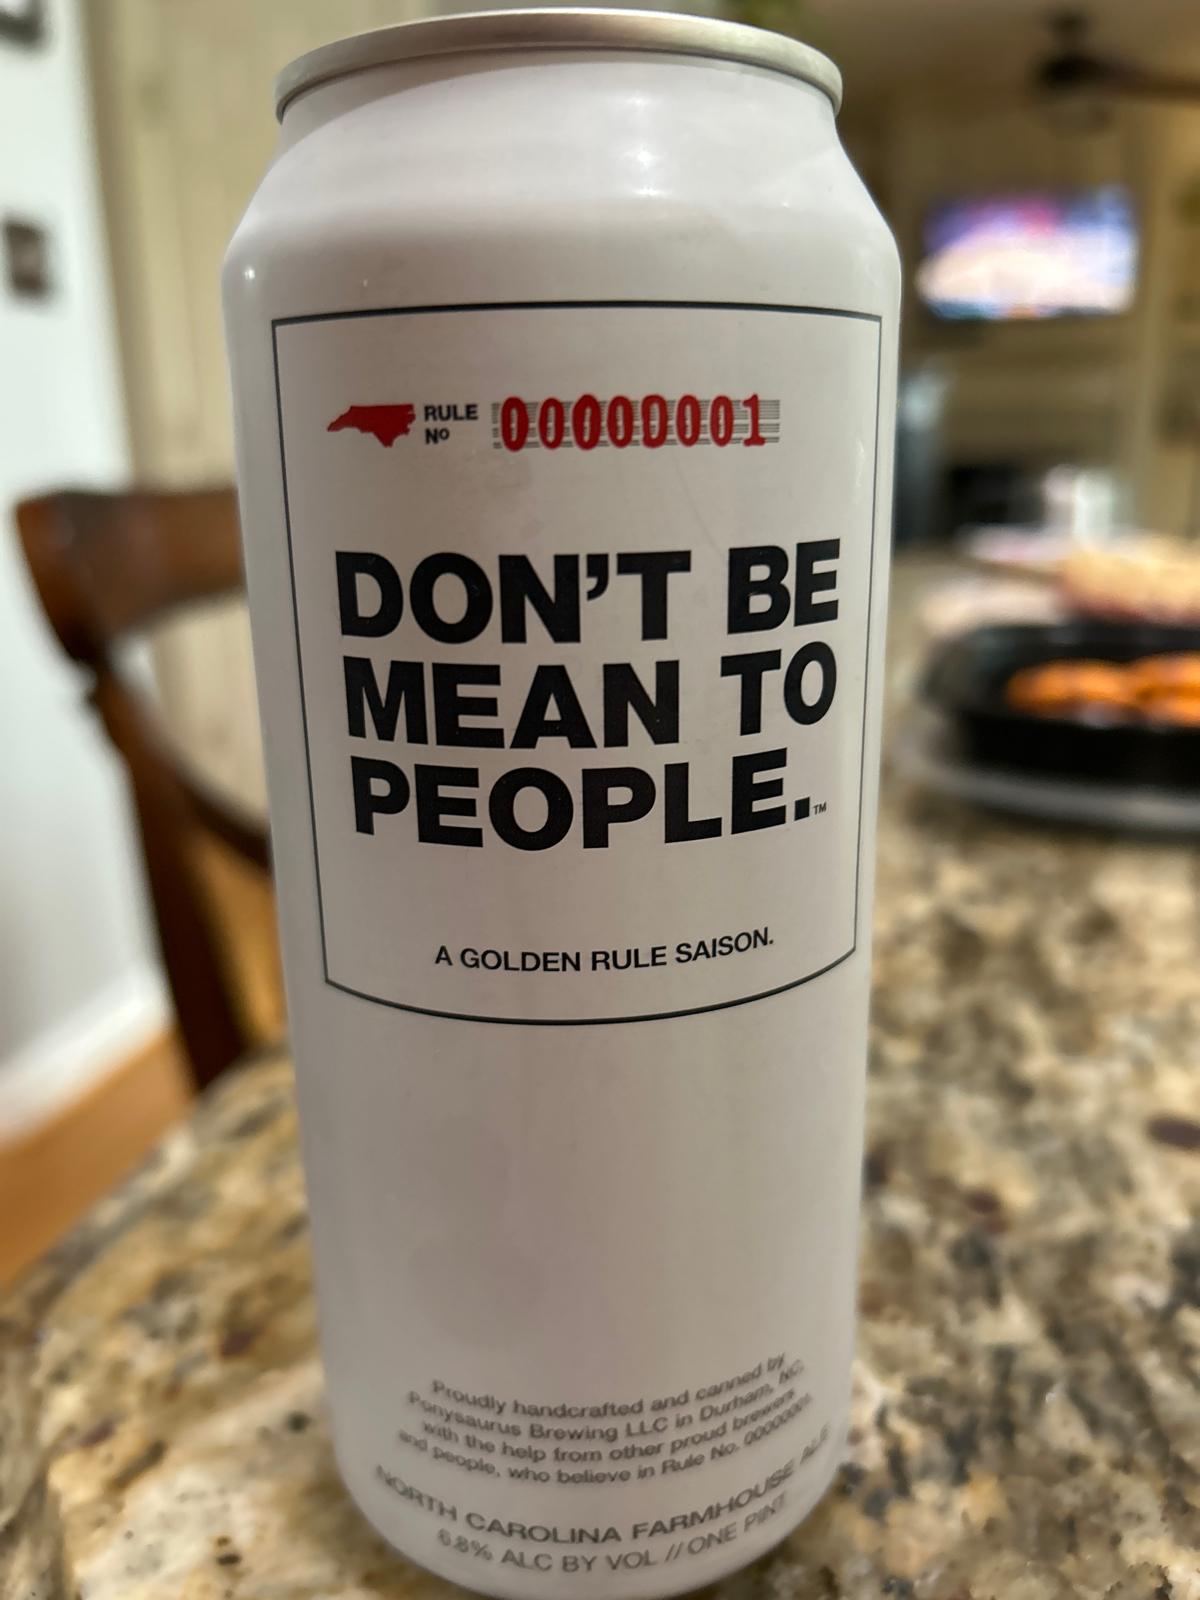 RULE
Nº
00000001
DON'T BE
MEAN TO
PEOPLE.™
A GOLDEN RULE SAISON.
Proudly handcrafted and canned by
Ponysaurus Brewing LLC in Durham, NC,
with the help from other proud brewers
and people, who believe in Rule No. 00000001.
NORTH CAROLINA FARMHOUSE ALE
6.8% ALC BY VOL // ONE PINT